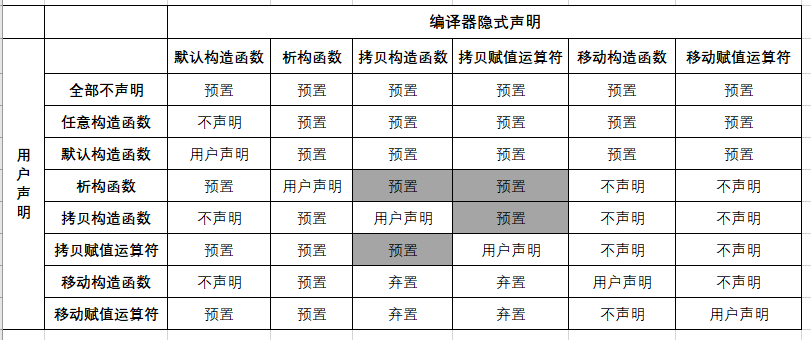 编译器隐式声明
默认构造函数 析构函数 拷贝构造函数 拷贝赋值运算符 移动构造函数 移动赋值运算符
用户声明
全部不声明 预置 预置 预置 预置 预置 预置
任意构造函数 不声明 预置 预置 预置 预置 预置
默认构造函数 用户声明 预置 预置 预置 预置 预置
析构函数 预置 用户声明 预置 预置 不声明 不声明
拷贝构造函数 不声明 预置 用户声明 预置 不声明 不声明
拷贝赋值运算符 预置 预置 预置 用户声明 不声明 不声明
移动构造函数 不声明 预置 弃置 弃置 用户声明 不声明
移动赋值运算符 预置 预置 弃置 弃置 不声明 用户声明